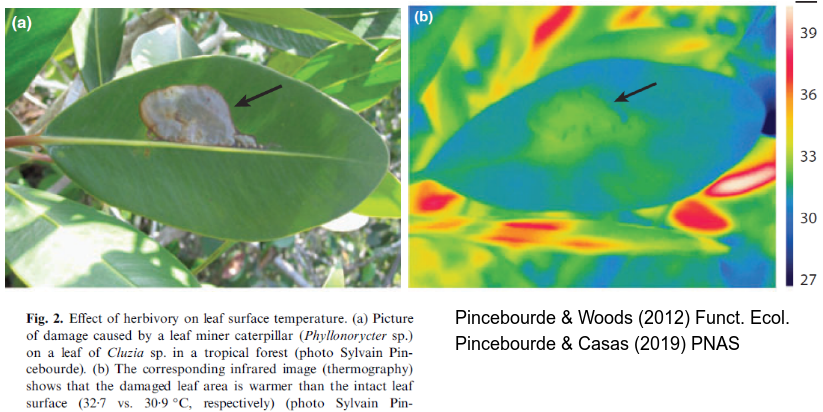 (a)
(b)
39
36
33
30
27
Fig. 2. Effect of herbivory on leaf surface temperature. (a) Picture
of damage caused by a leaf miner caterpillar (Phyllonorycter sp.)
on a leaf of Cluzia sp. in a tropical forest (photo Sylvain Pin-
cebourde). (b) The corresponding infrared image (thermography)
shows that the damaged leaf area is warmer than the intact leaf
surface (32·7 vs. 30·9 °C, respectively) (photo Sylvain Pin-
Pincebourde & Woods (2012) Funct. Ecol.
Pincebourde & Casas (2019) PNAS